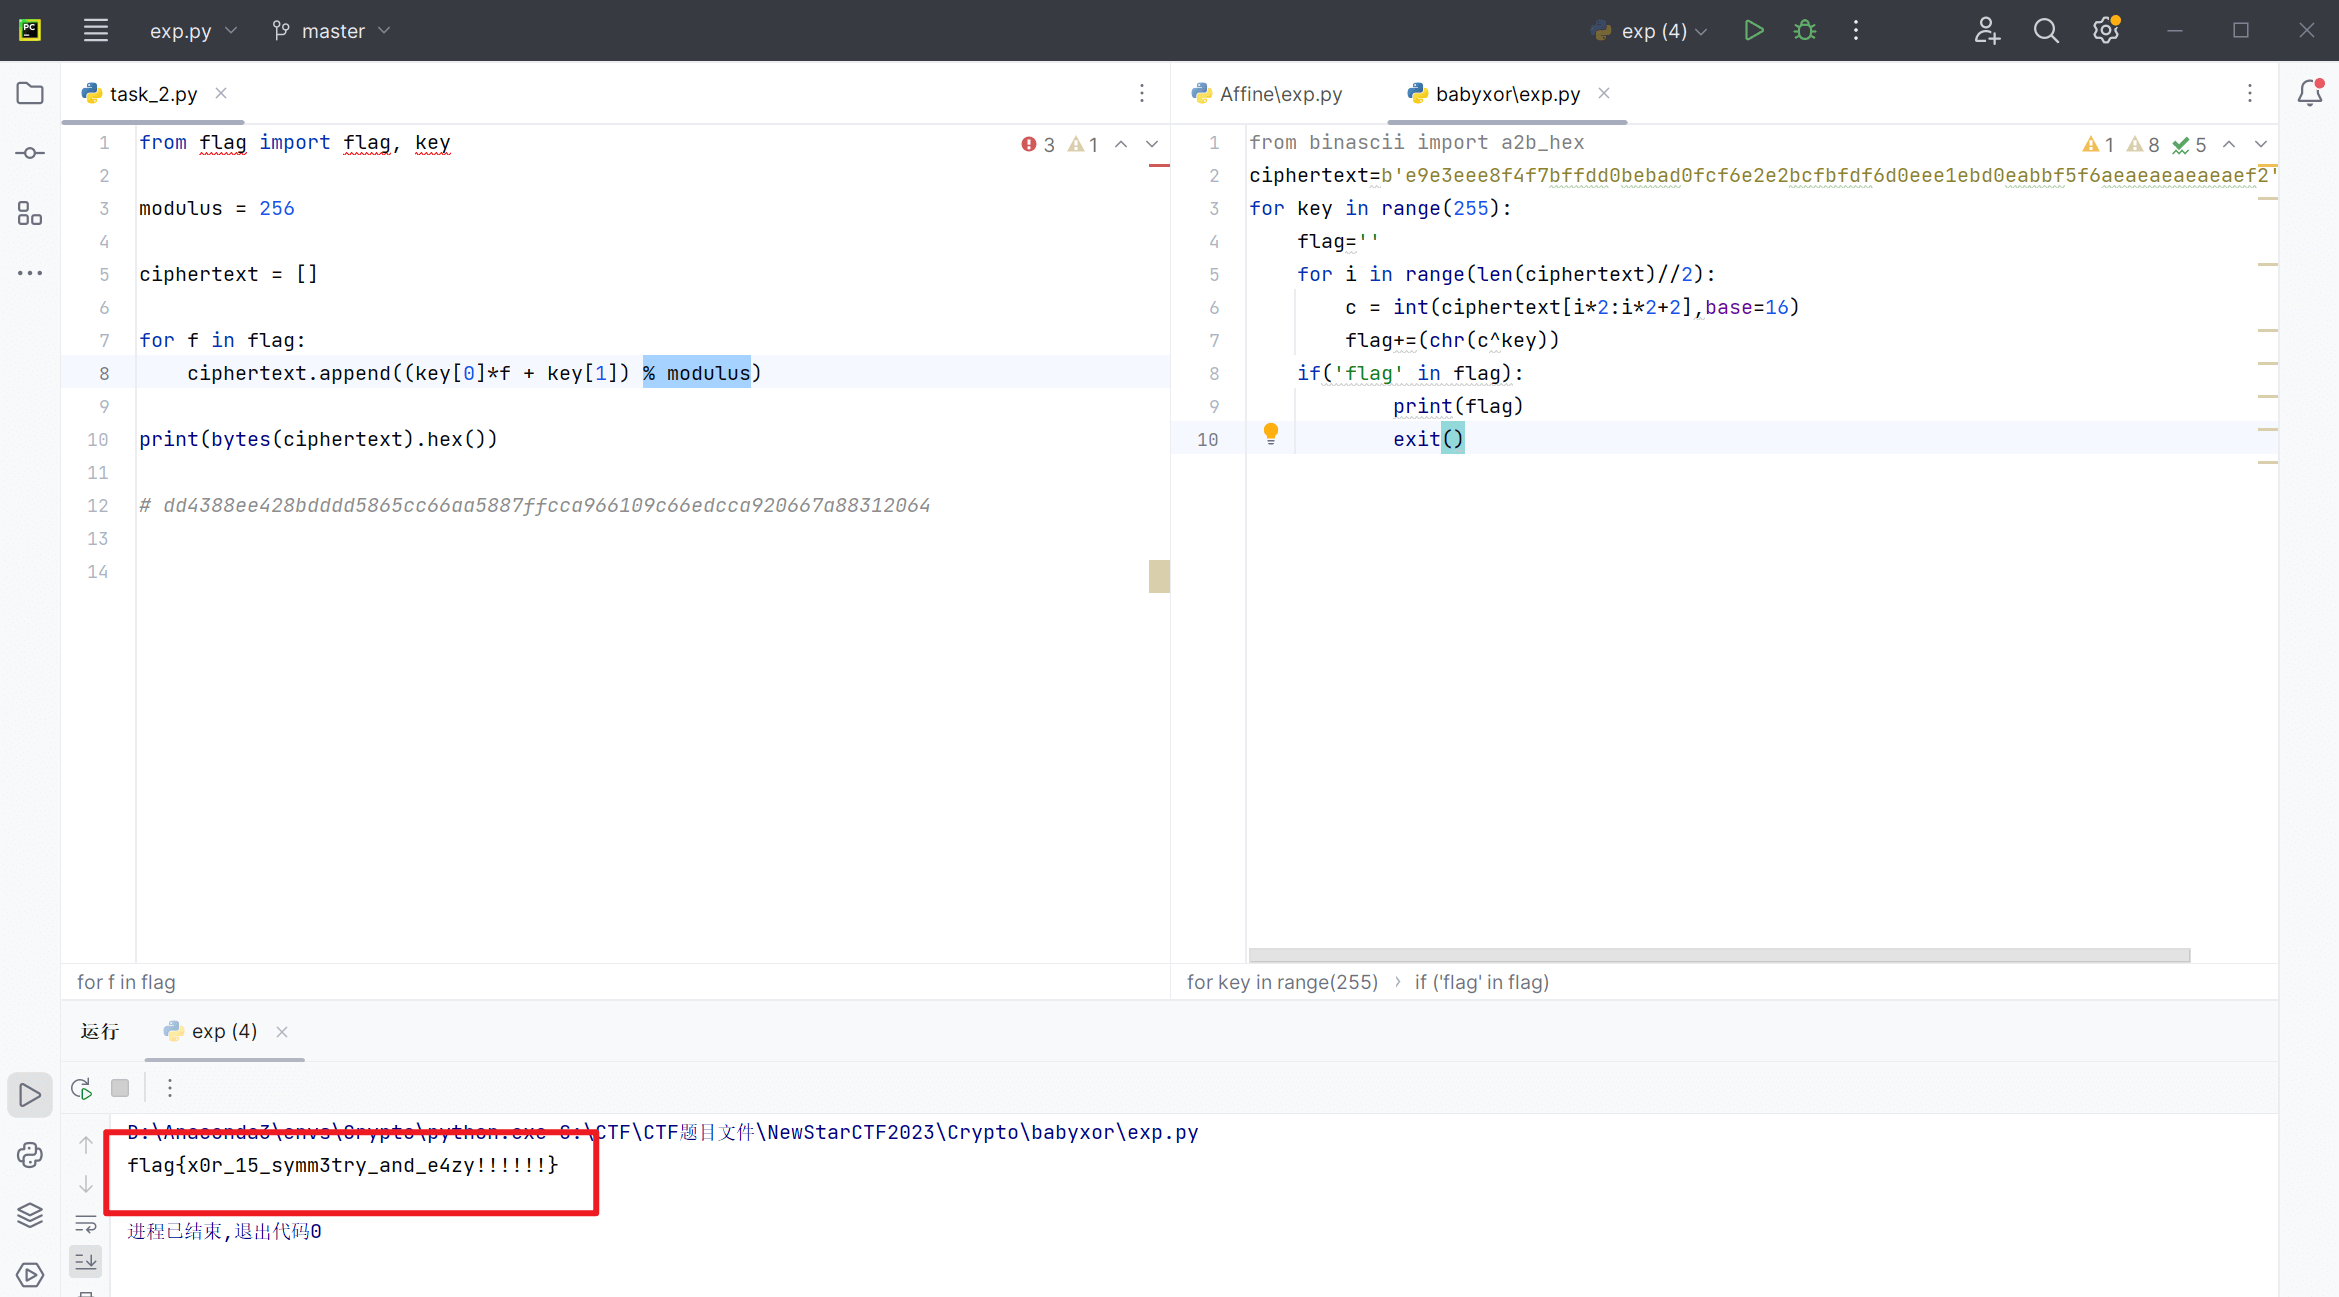 PC
exp.py
master
exp (4)
task_2.py
Affine\exp.py
babyxor\exp.py
3
1
1
8
5
1 from flag import flag, key
2
3 modulus = 256
4
5 ciphertext = []
6
7 for f in flag:
8 ciphertext.append((key[0]*f + key[1]) % modulus)
9
10 print(bytes(ciphertext).hex())
11
12 # dd4388ee428bdddd5865cc66aa5887ffcca966109c66edcca920667a88312064
13
14
1 from binascii import a2b_hex
2 ciphertext=b'e9e3eee8f4f7bffdd0bebad0fcf6e2e2bcfbfdf6d0eee1ebd0eabbf5f6aeaeaeaeaeaef2'
3 for key in range(255):
4 flag=''
5 for i in range(len(ciphertext)//2):
6 c = int(ciphertext[i*2:i*2+2],base=16)
7 flag+=(chr(c^key))
8 if('flag' in flag):
9 print(flag)
10 exit()
for f in flag
for key in range(255) › if ('flag' in flag)
运行
exp (4)
D:\Anaconda3\envs\Crypto\python.exe G:\CTF\CTF题目文件\NewStarCTF2023\Crypto\babyxor\exp.py
flag{x0r_15_symm3try_and_e4zy!!!!!!}
进程已结束,退出代码0